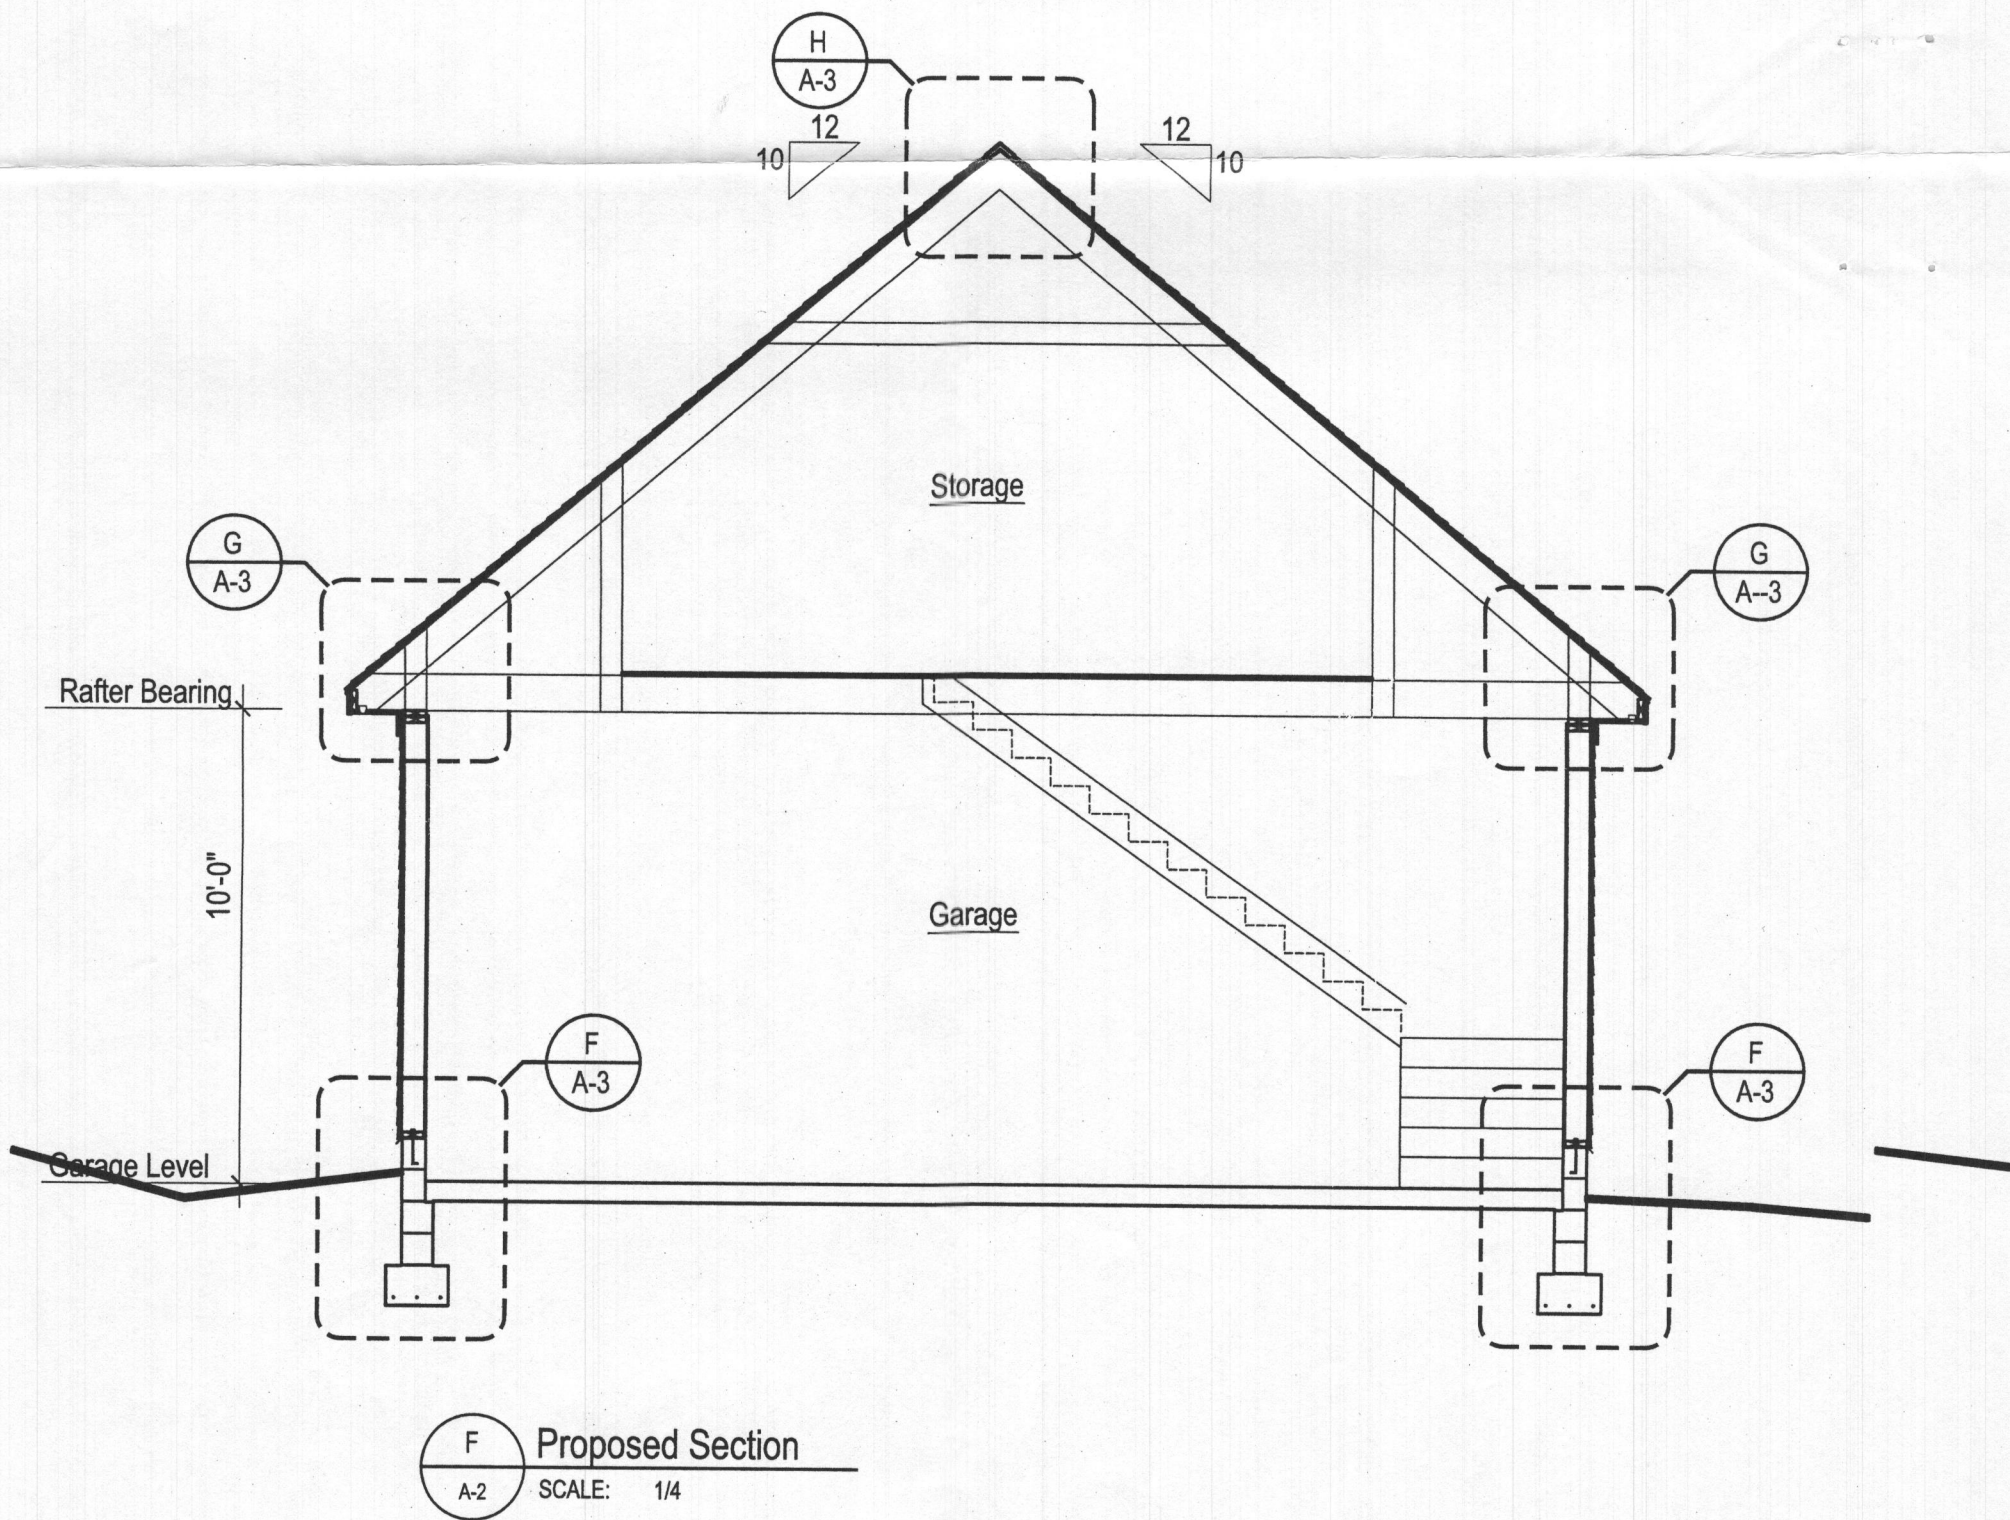 H
A-3
12
10
12
10
Storage
G
A-3
G
A--3
Rafter Bearing
10'-0"
Garage
F
A-3
F
A-3
Garage Level
F
A-2
Proposed Section
SCALE: 1/4